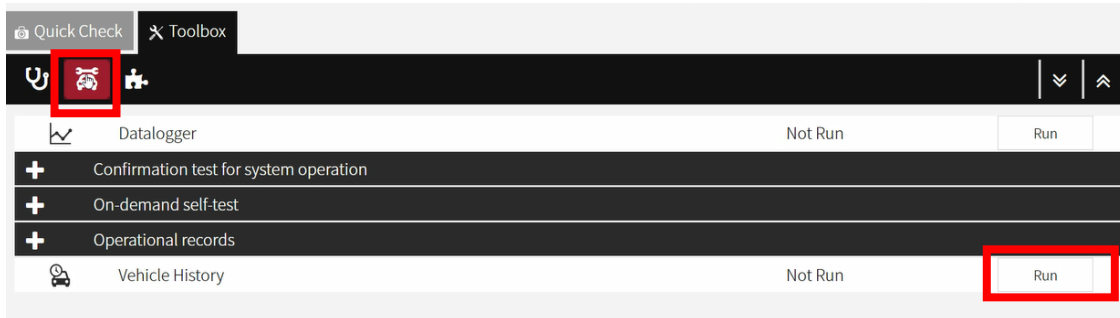 Quick Check Toolbox
Datalogger Not Run Run
Confirmation test for system operation
On-demand self-test
Operational records
Vehicle History Not Run Run